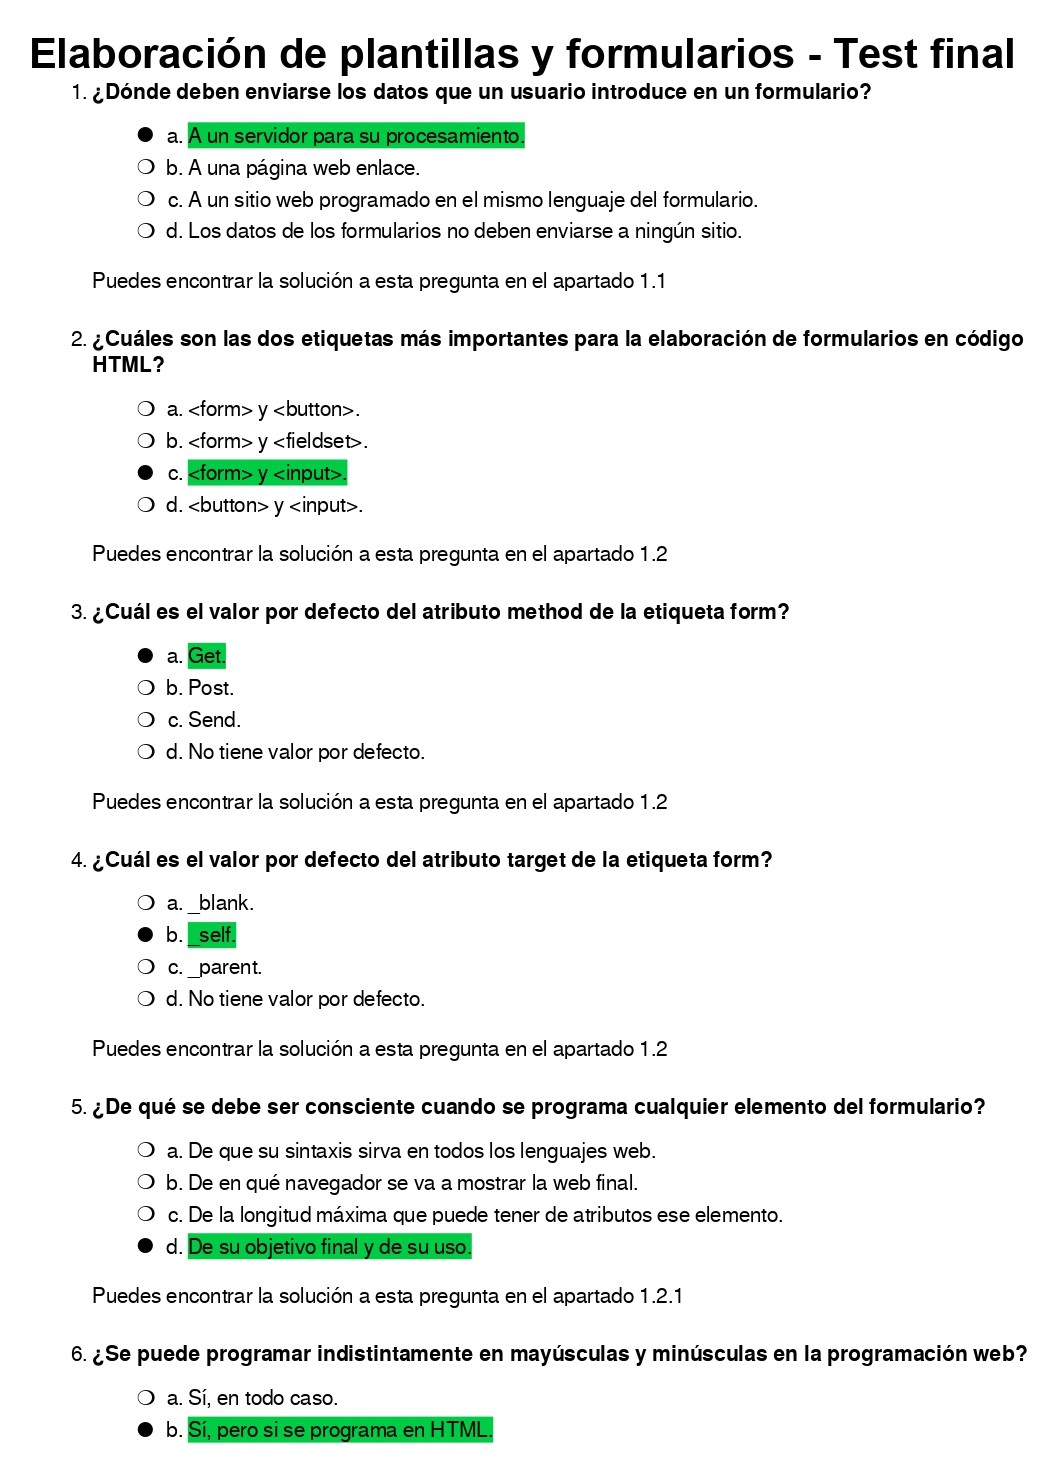 Elaboración de plantillas y formularios - Test final
1. ¿Dónde deben enviarse los datos que un usuario introduce en un formulario?
a. A un servidor para su procesamiento.
b. A una página web enlace.
c. A un sitio web programado en el mismo lenguaje del formulario.
d. Los datos de los formularios no deben enviarse a ningún sitio.
Puedes encontrar la solución a esta pregunta en el apartado 1.1
2. ¿Cuáles son las dos etiquetas más importantes para la elaboración de formularios en código
HTML?
a. <form> y <button>.
b. <form> y <fieldset>.
c. <form> y <input>.
d. <button> y <input>.
Puedes encontrar la solución a esta pregunta en el apartado 1.2
3. ¿Cuál es el valor por defecto del atributo method de la etiqueta form?
a. Get.
b. Post.
c. Send.
d. No tiene valor por defecto.
Puedes encontrar la solución a esta pregunta en el apartado 1.2
4. ¿Cuál es el valor por defecto del atributo target de la etiqueta form?
a. _blank.
b. _self.
c. _parent.
d. No tiene valor por defecto.
Puedes encontrar la solución a esta pregunta en el apartado 1.2
5. ¿De qué se debe ser consciente cuando se programa cualquier elemento del formulario?
a. De que su sintaxis sirva en todos los lenguajes web.
b. De en qué navegador se va a mostrar la web final.
c. De la longitud máxima que puede tener de atributos ese elemento.
d. De su objetivo final y de su uso.
Puedes encontrar la solución a esta pregunta en el apartado 1.2.1
6. ¿Se puede programar indistintamente en mayúsculas y minúsculas en la programación web?
a. Sí, en todo caso.
b. Sí, pero si se programa en HTML.